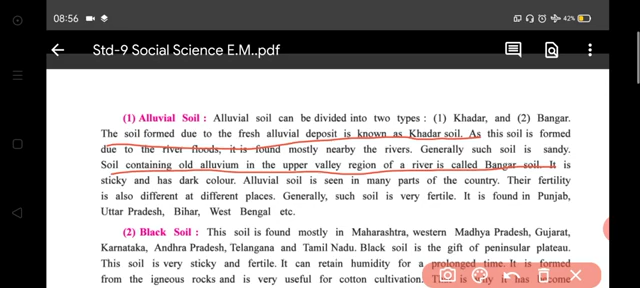 08:56
42%
Std-9 Social Science E.M..pdf
(1) Alluvial Soil : Alluvial soil can be divided into two types : (1) Khadar, and (2) Bangar.
The soil formed due to the fresh alluvial deposit is known as Khadar soil. As this soil is formed
due to the river floods, it is found mostly nearby the rivers. Generally such soil is sandy.
Soil containing old alluvium in the upper valley region of a river is called Bangar soil. It is
sticky and has dark colour. Alluvial soil is seen in many parts of the country. Their fertility
is also different at different places. Generally, such soil is very fertile. It is found in Punjab,
Uttar Pradesh, Bihar, West Bengal etc.
(2) Black Soil : This soil is found mostly in Maharashtra, western Madhya Pradesh, Gujarat,
Karnataka, Andhra Pradesh, Telangana and Tamil Nadu. Black soil is the gift of peninsular plateau.
This soil is very sticky and fertile. It can retain humidity for a prolonged time. It is formed
from the igneous rocks and is very useful for cotton cultivation. it has become